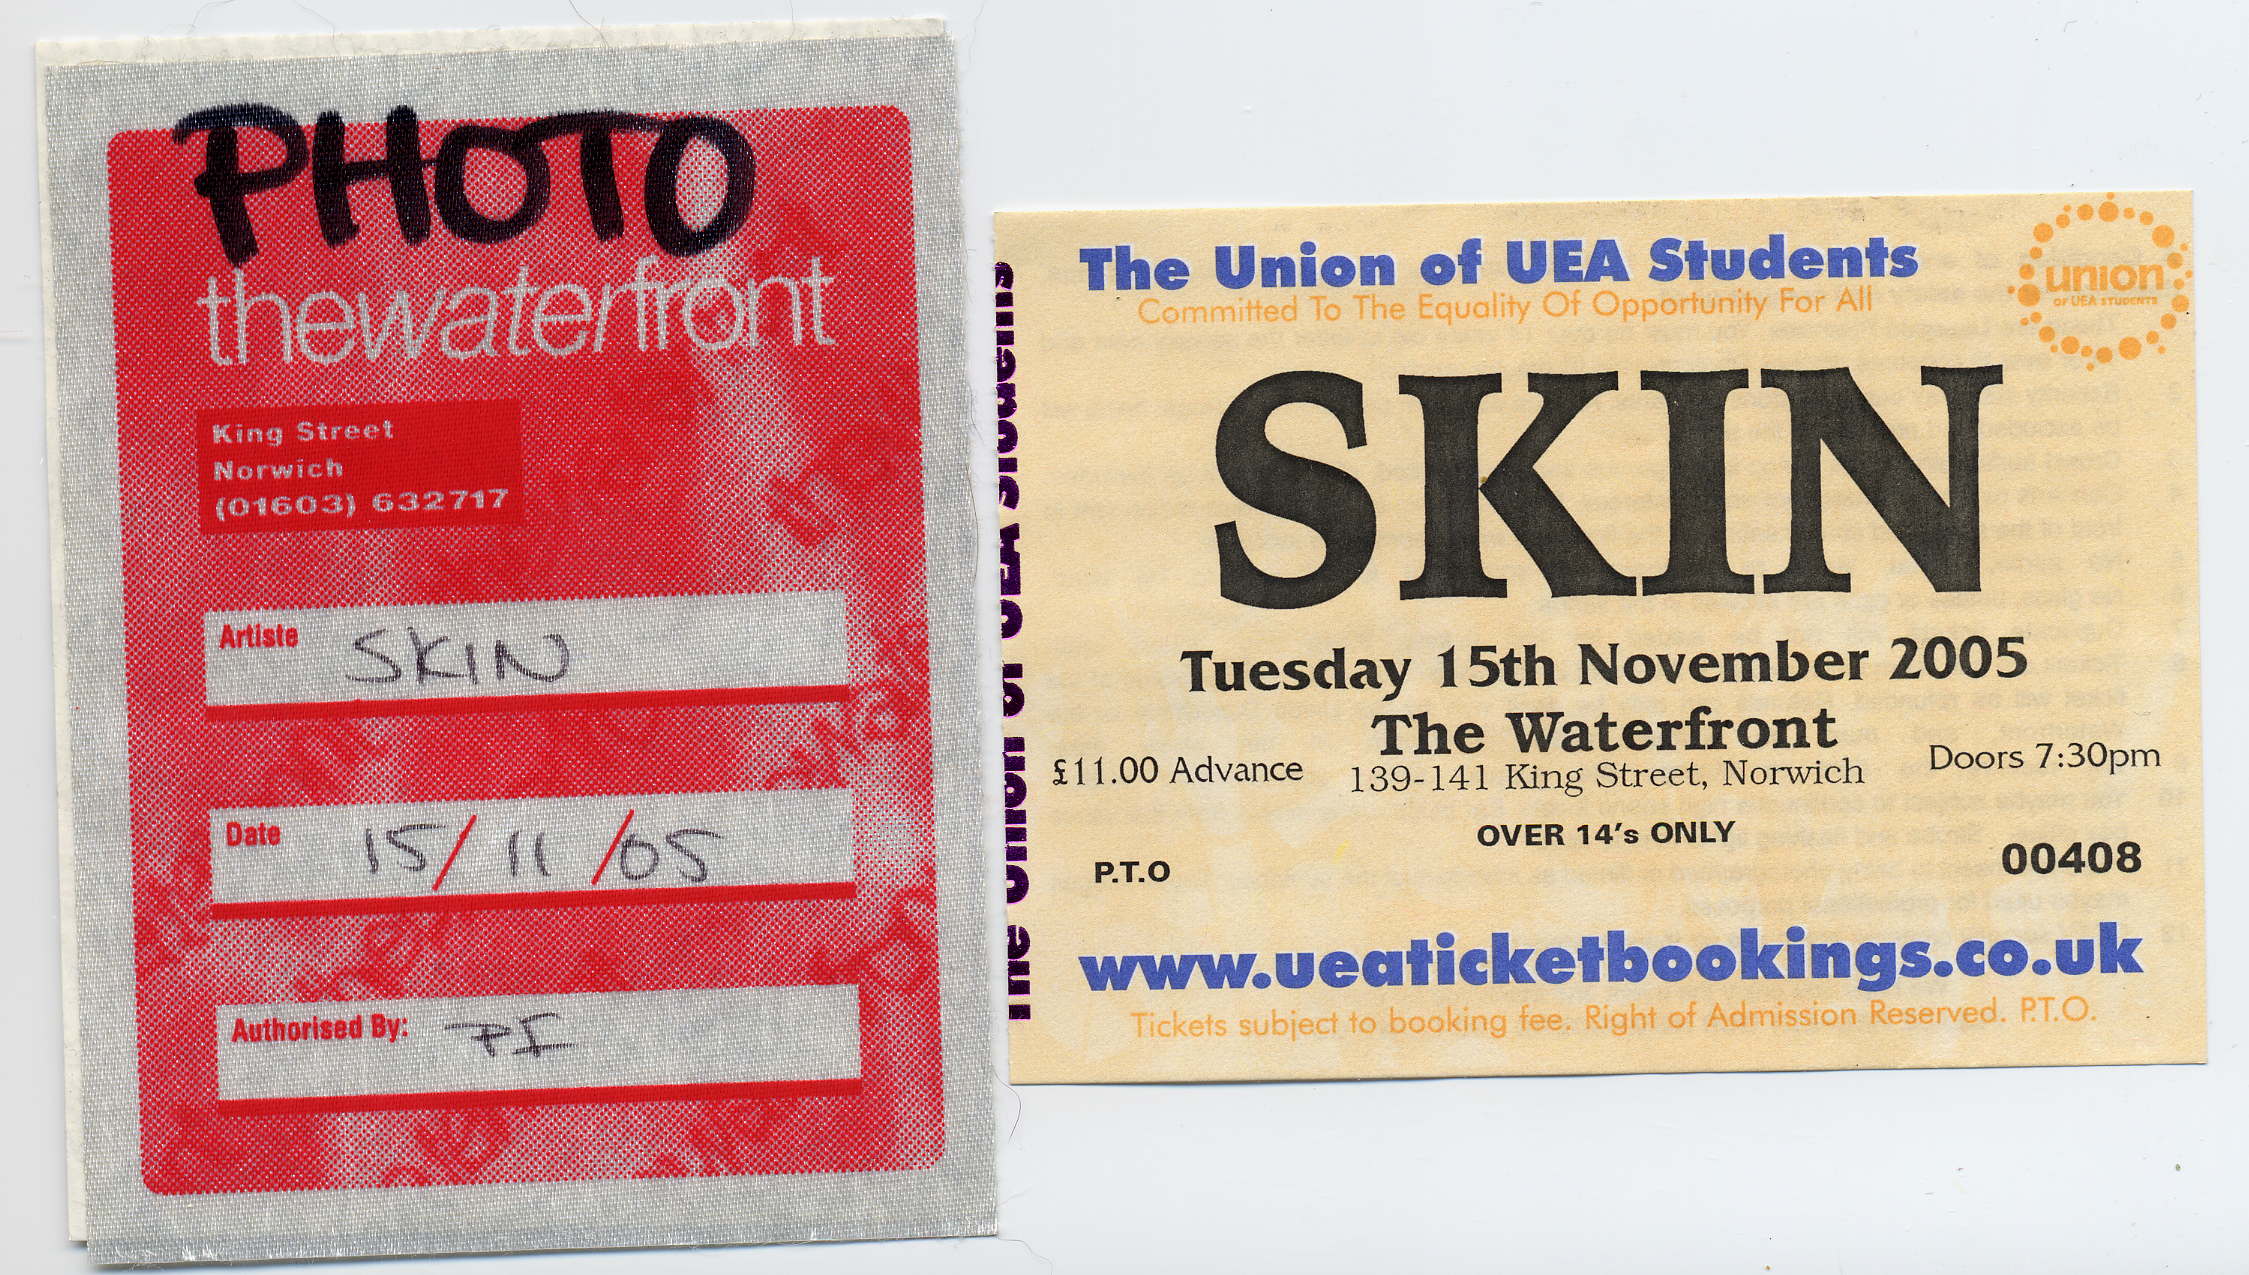 PHOTO
thewaterfront
King Street
Norwich
(01603) 632717
Artiste SKIN
Date 15/11/05
Authorised By: PI
The Union of UEA Students
The Union of UEA Students
Committed To The Equality Of Opportunity For All
union
OF UEA STUDENTS
SKIN
Tuesday 15th November 2005
The Waterfront
£11.00 Advance
139-141 King Street, Norwich
Doors 7:30pm
OVER 14's ONLY
P.T.O
00408
www.ueaticketbookings.co.uk
Tickets subject to booking fee. Right of Admission Reserved. P.T.O.